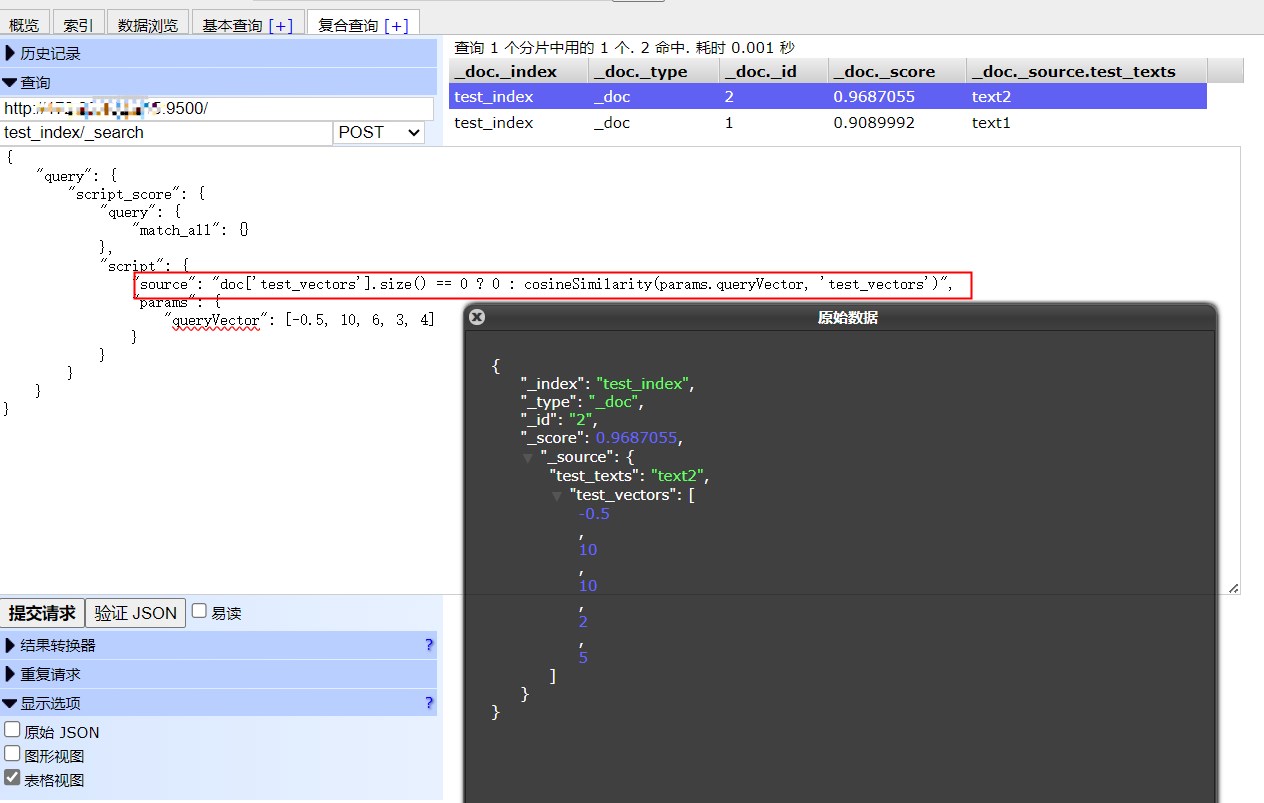 概览 索引 数据浏览 基本查询 [+] 复合查询 [+]
历史记录
查询
http:// .9500/
test_index/_search POST
{
"query": {
"script_score": {
"query": {
"match_all": {}
},
"script": {
"source": "doc['test_vectors'].size() == 0 ? 0 : cosineSimilarity(params.queryVector, 'test_vectors')",
"params": {
"queryVector": [-0.5, 10, 6, 3, 4]
}
}
}
}
}
提交请求 验证 JSON 易读
结果转换器 ?
重复请求
显示选项 ?
原始 JSON
图形视图
表格视图
查询 1 个分片中用的 1 个. 2 命中. 耗时 0.001 秒
_doc._index _doc._type _doc._id _doc._score _doc._source.test_texts
test_index _doc 2 0.9687055 text2
test_index _doc 1 0.9089992 text1
原始数据
{
"_index": "test_index",
"_type": "_doc",
"_id": "2",
"_score": 0.9687055,
"_source": {
"test_texts": "text2",
"test_vectors": [
-0.5
,
10
,
10
,
2
,
5
]
}
}